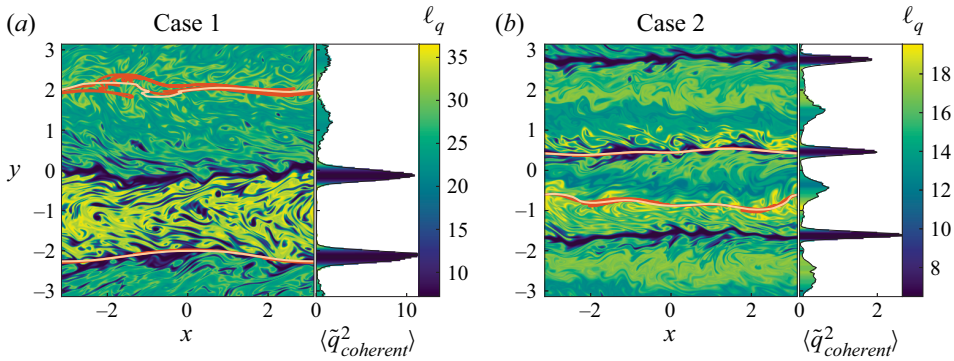 (a) Case 1 ℓq (b) Case 2 ℓq
3 3
2 2 35 18
1 1 30 16
y 0 0 25 14
−1 −1 20 12
−2 −2 15 10
−3 −3 10 8
−2 0 2 0 10 −2 0 2 0 2
x ⟨q̃²coherent⟩ x ⟨q̃²coherent⟩